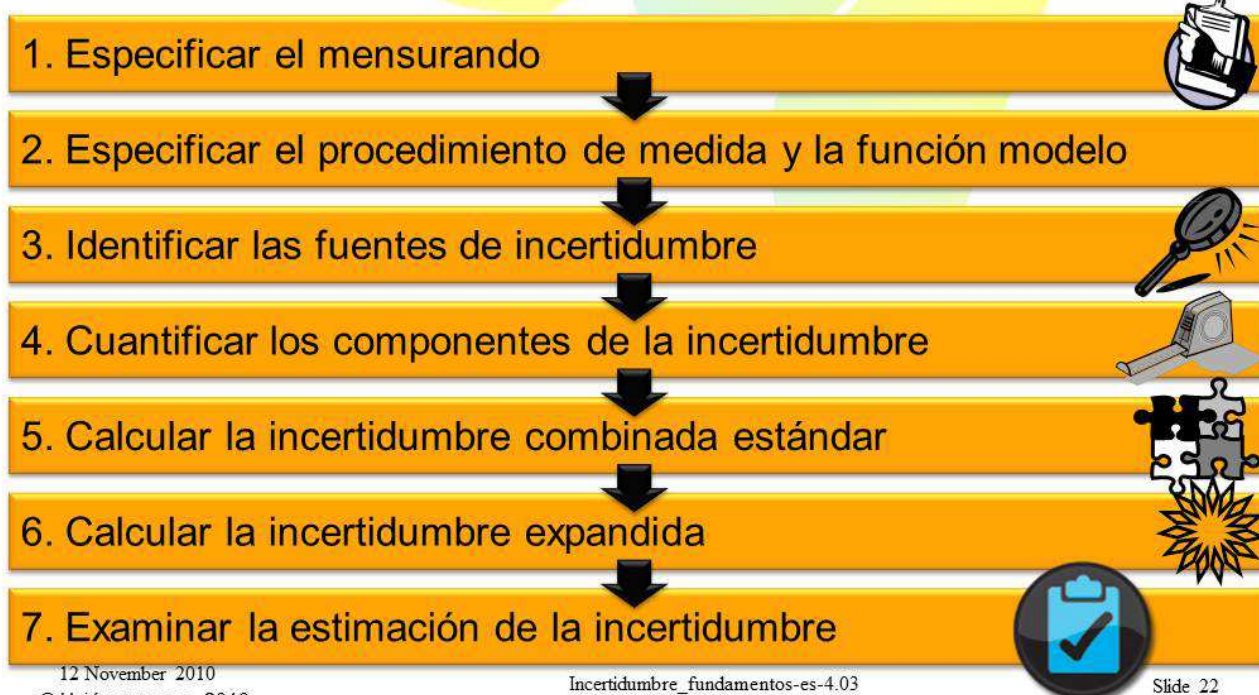 1. Especificar el mensurando
2. Especificar el procedimiento de medida y la función modelo
3. Identificar las fuentes de incertidumbre
4. Cuantificar los componentes de la incertidumbre
5. Calcular la incertidumbre combinada estándar
6. Calcular la incertidumbre expandida
7. Examinar la estimación de la incertidumbre
12 November 2010
Incertidumbre_fundamentos-es-4.03
Slide 22